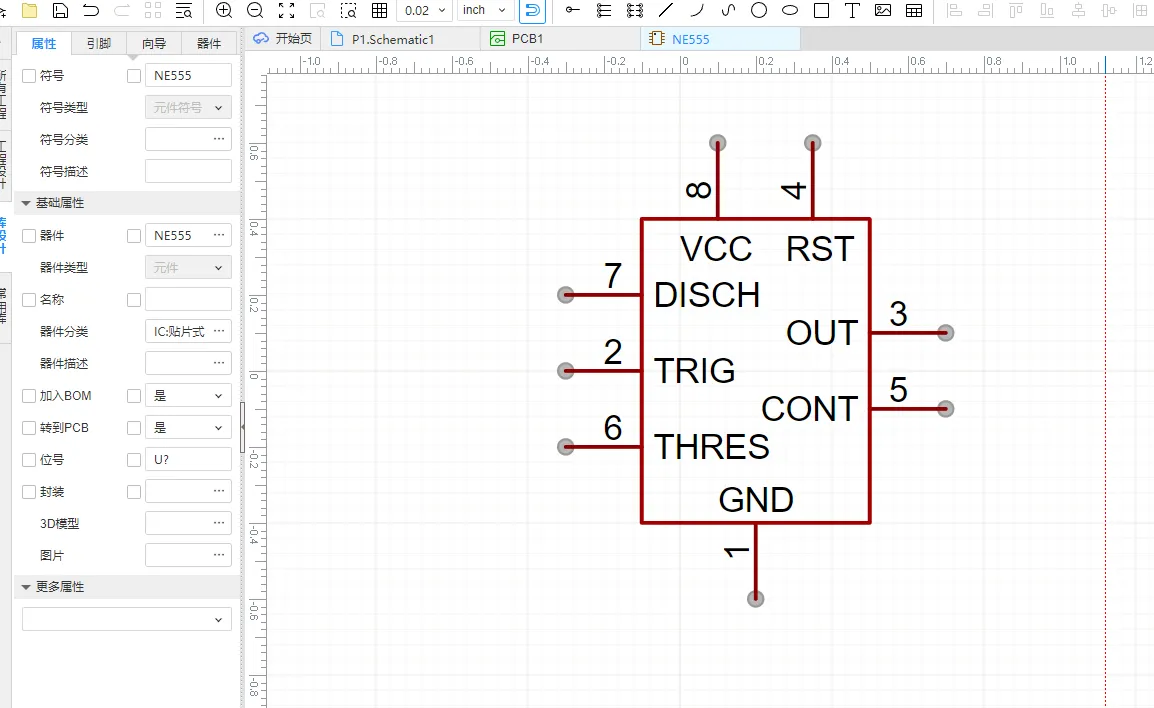 0.02 inch
属性 引脚 向导 器件 开始页 P1.Schematic1 PCB1 NE555
符号 NE555
符号类型 元件符号
符号分类 ...
符号描述
基础属性
器件 NE555 ...
器件类型 元件
名称
器件分类 IC:贴片式 ...
器件描述 ...
加入BOM 是
转到PCB 是
位号 U?
封装 ...
3D模型 ...
图片 ...
更多属性
-1.0 -0.8 -0.6 -0.4 -0.2 0 0.2 0.4 0.6 0.8 1.0 1.2
0.6
0.4
0.2
0
-0.2
-0.4
-0.6
-0.8
8 4
VCC RST
7 DISCH
OUT 3
2 TRIG
CONT 5
6 THRES
GND
1